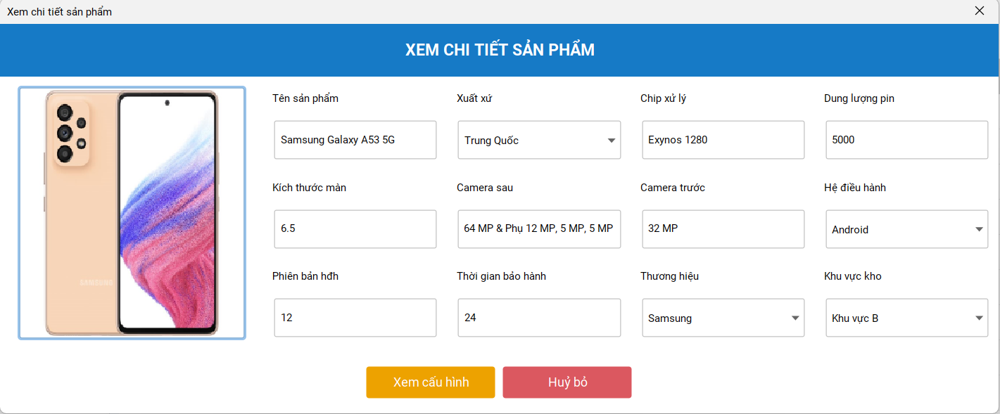 Xem chi tiết sản phẩm
XEM CHI TIẾT SẢN PHẨM
Tên sản phẩm
Xuất xứ
Chip xử lý
Dung lượng pin
Samsung Galaxy A53 5G
Trung Quốc
Exynos 1280
5000
Kích thước màn
Camera sau
Camera trước
Hệ điều hành
6.5
64 MP & Phụ 12 MP, 5 MP, 5 MP
32 MP
Android
Phiên bản hđh
Thời gian bảo hành
Thương hiệu
Khu vực kho
12
24
Samsung
Khu vực B
SAMSUNG
Xem cấu hình
Huỷ bỏ